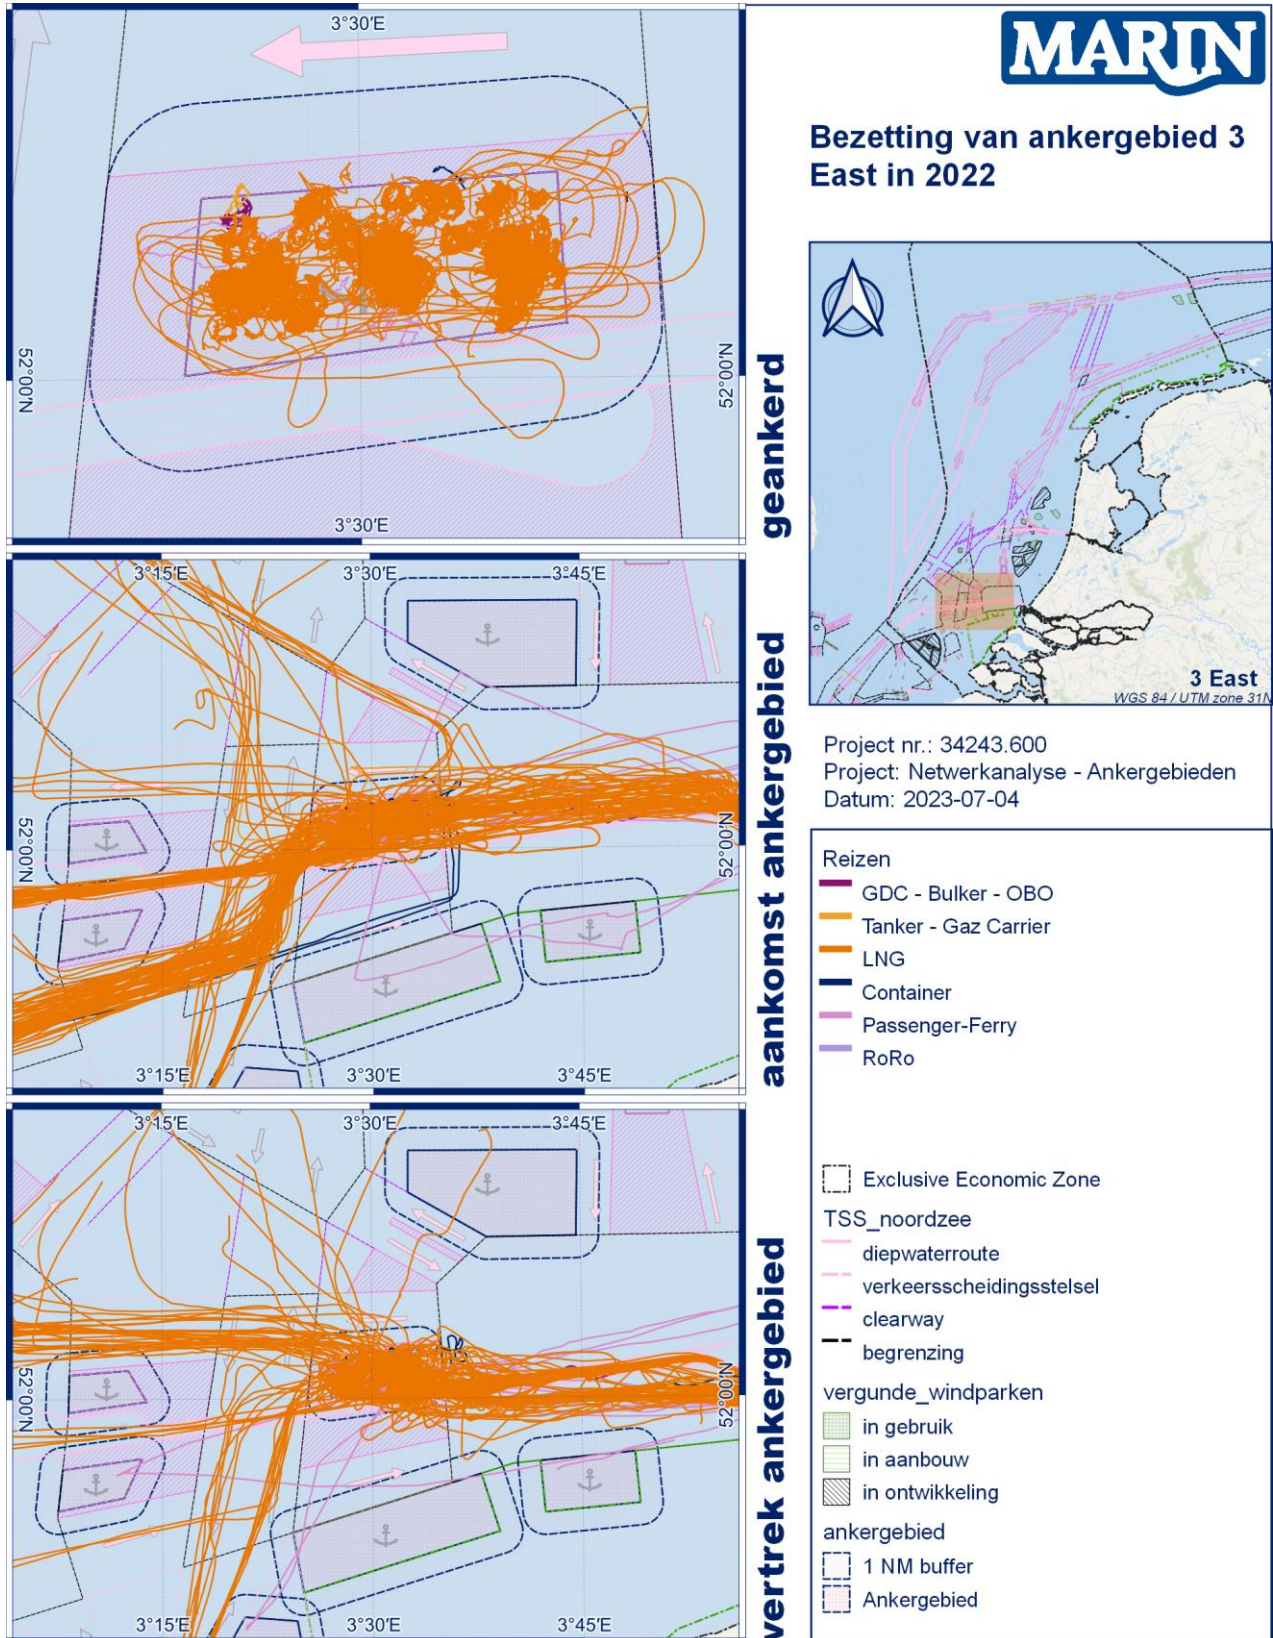 MARIN
Bezetting van ankergebied 3
East in 2022
3°30'E
52°00'N
52°00'N
3°30'E
geankerd
3°15'E
3°30'E
3°45'E
52°00'N
52°00'N
3°15'E
3°30'E
3°45'E
aankomst ankergebied
3°15'E
3°30'E
3°45'E
52°00'N
52°00'N
3°15'E
3°30'E
3°45'E
vertrek ankergebied
3 East
WGS 84 / UTM zone 31N
Project nr.: 34243.600
Project: Netwerkanalyse - Ankergebieden
Datum: 2023-07-04
Reizen
GDC - Bulker - OBO
Tanker - Gaz Carrier
LNG
Container
Passenger-Ferry
RoRo
Exclusive Economic Zone
TSS_noordzee
diepwaterroute
verkeersscheidingsstelsel
clearway
begrenzing
vergunde_windparken
in gebruik
in aanbouw
in ontwikkeling
ankergebied
1 NM buffer
Ankergebied